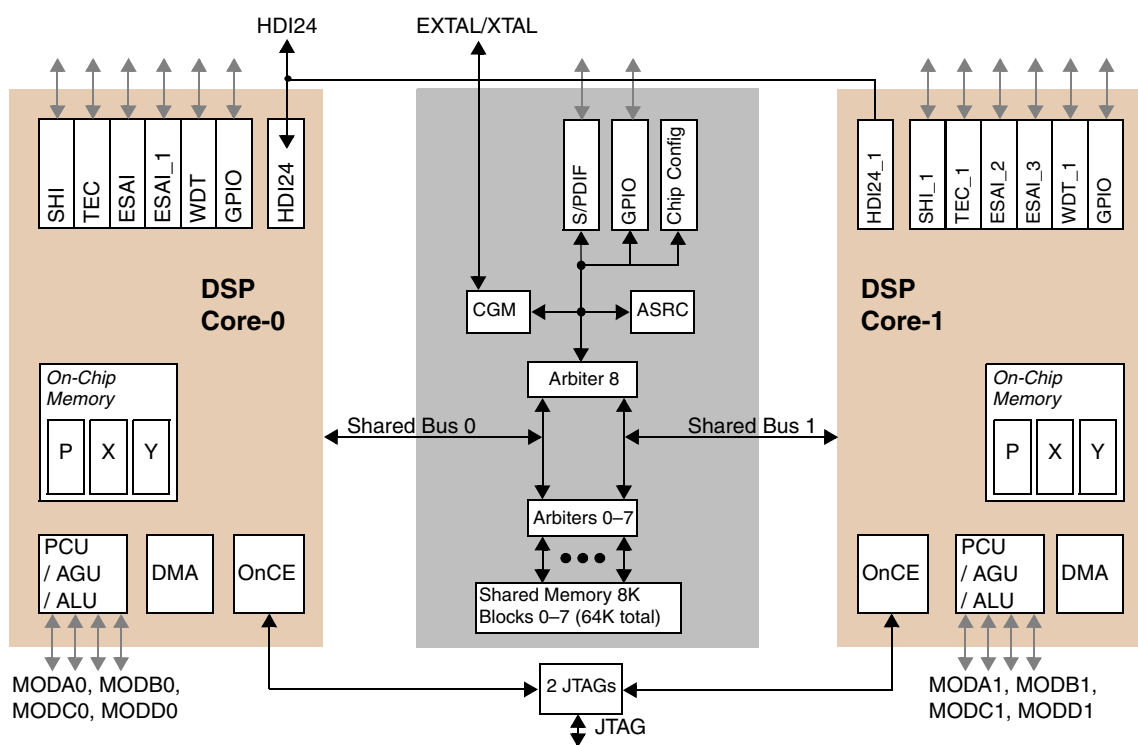 HDI24
EXTAL/XTAL
SHI
TEC
ESAI
ESAI_1
WDT
GPIO
HDI24
S/PDIF
GPIO
Chip Config
HDI24_1
SHI_1
TEC_1
ESAI_2
ESAI_3
WDT_1
GPIO
DSP
Core-0
CGM
ASRC
DSP
Core-1
Arbiter 8
On-Chip
Memory
P
X
Y
Shared Bus 0
Shared Bus 1
On-Chip
Memory
P
X
Y
Arbiters 0–7
PCU
/ AGU
/ ALU
DMA
OnCE
Shared Memory 8K
Blocks 0–7 (64K total)
OnCE
PCU
/ AGU
/ ALU
DMA
MODA0, MODB0,
MODC0, MODD0
2 JTAGs
JTAG
MODA1, MODB1,
MODC1, MODD1